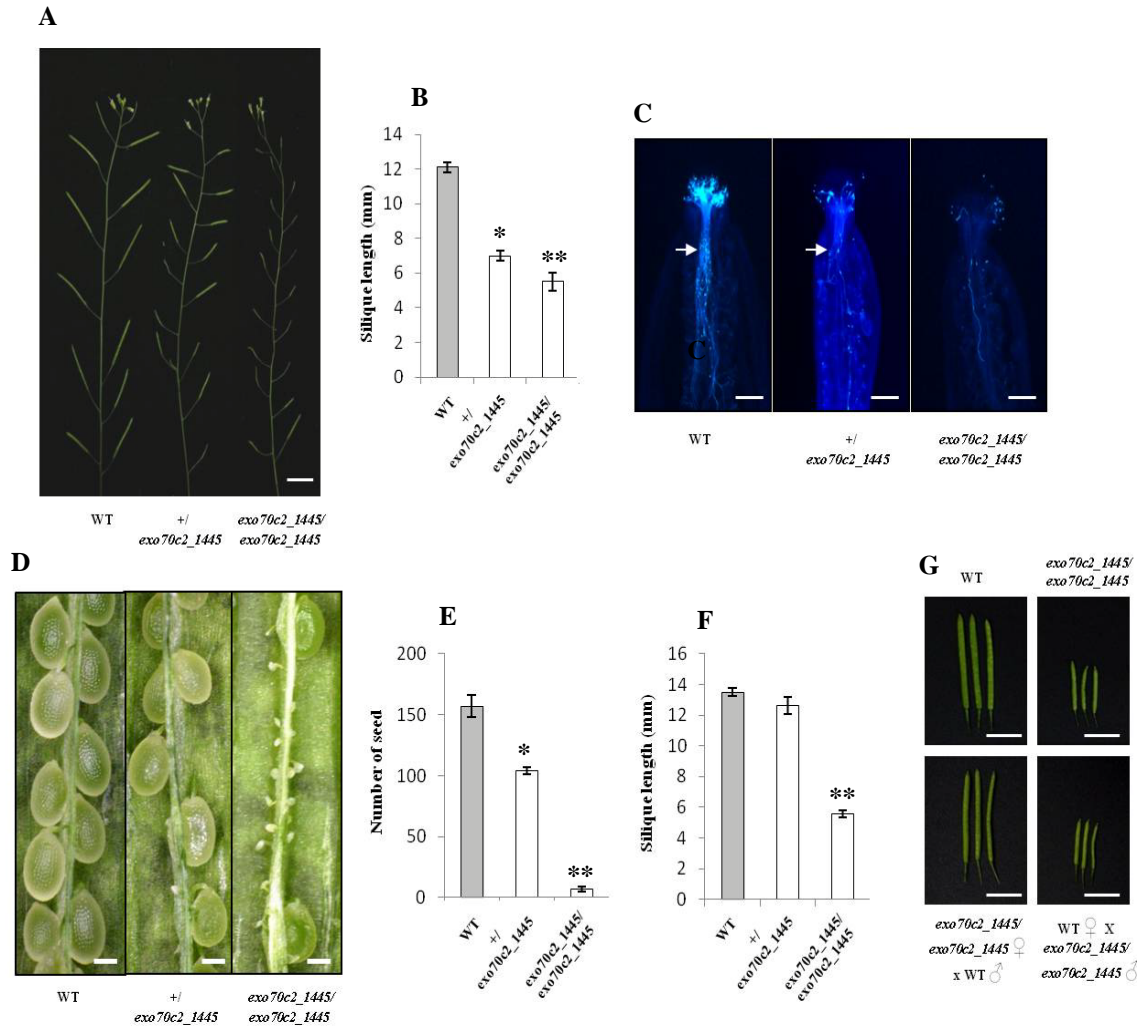 A
WT
+/
exo70c2_1445
exo70c2_1445/
exo70c2_1445
B
Silique length (mm)
14
12
10
8
6
4
2
0
*
**
WT
+/
exo70c2_1445
exo70c2_1445/
exo70c2_1445
C
C
WT
+/
exo70c2_1445
exo70c2_1445/
exo70c2_1445
D
WT
+/
exo70c2_1445
exo70c2_1445/
exo70c2_1445
E
Number of seed
200
150
100
50
0
*
**
WT
+/
exo70c2_1445
exo70c2_1445/
exo70c2_1445
F
Silique length (mm)
16
14
12
10
8
6
4
2
0
**
WT
+/
exo70c2_1445
exo70c2_1445/
exo70c2_1445
G
WT
exo70c2_1445/
exo70c2_1445
exo70c2_1445/
exo70c2_1445 ♀
x WT ♂
WT ♀ X
exo70c2_1445/
exo70c2_1445 ♂